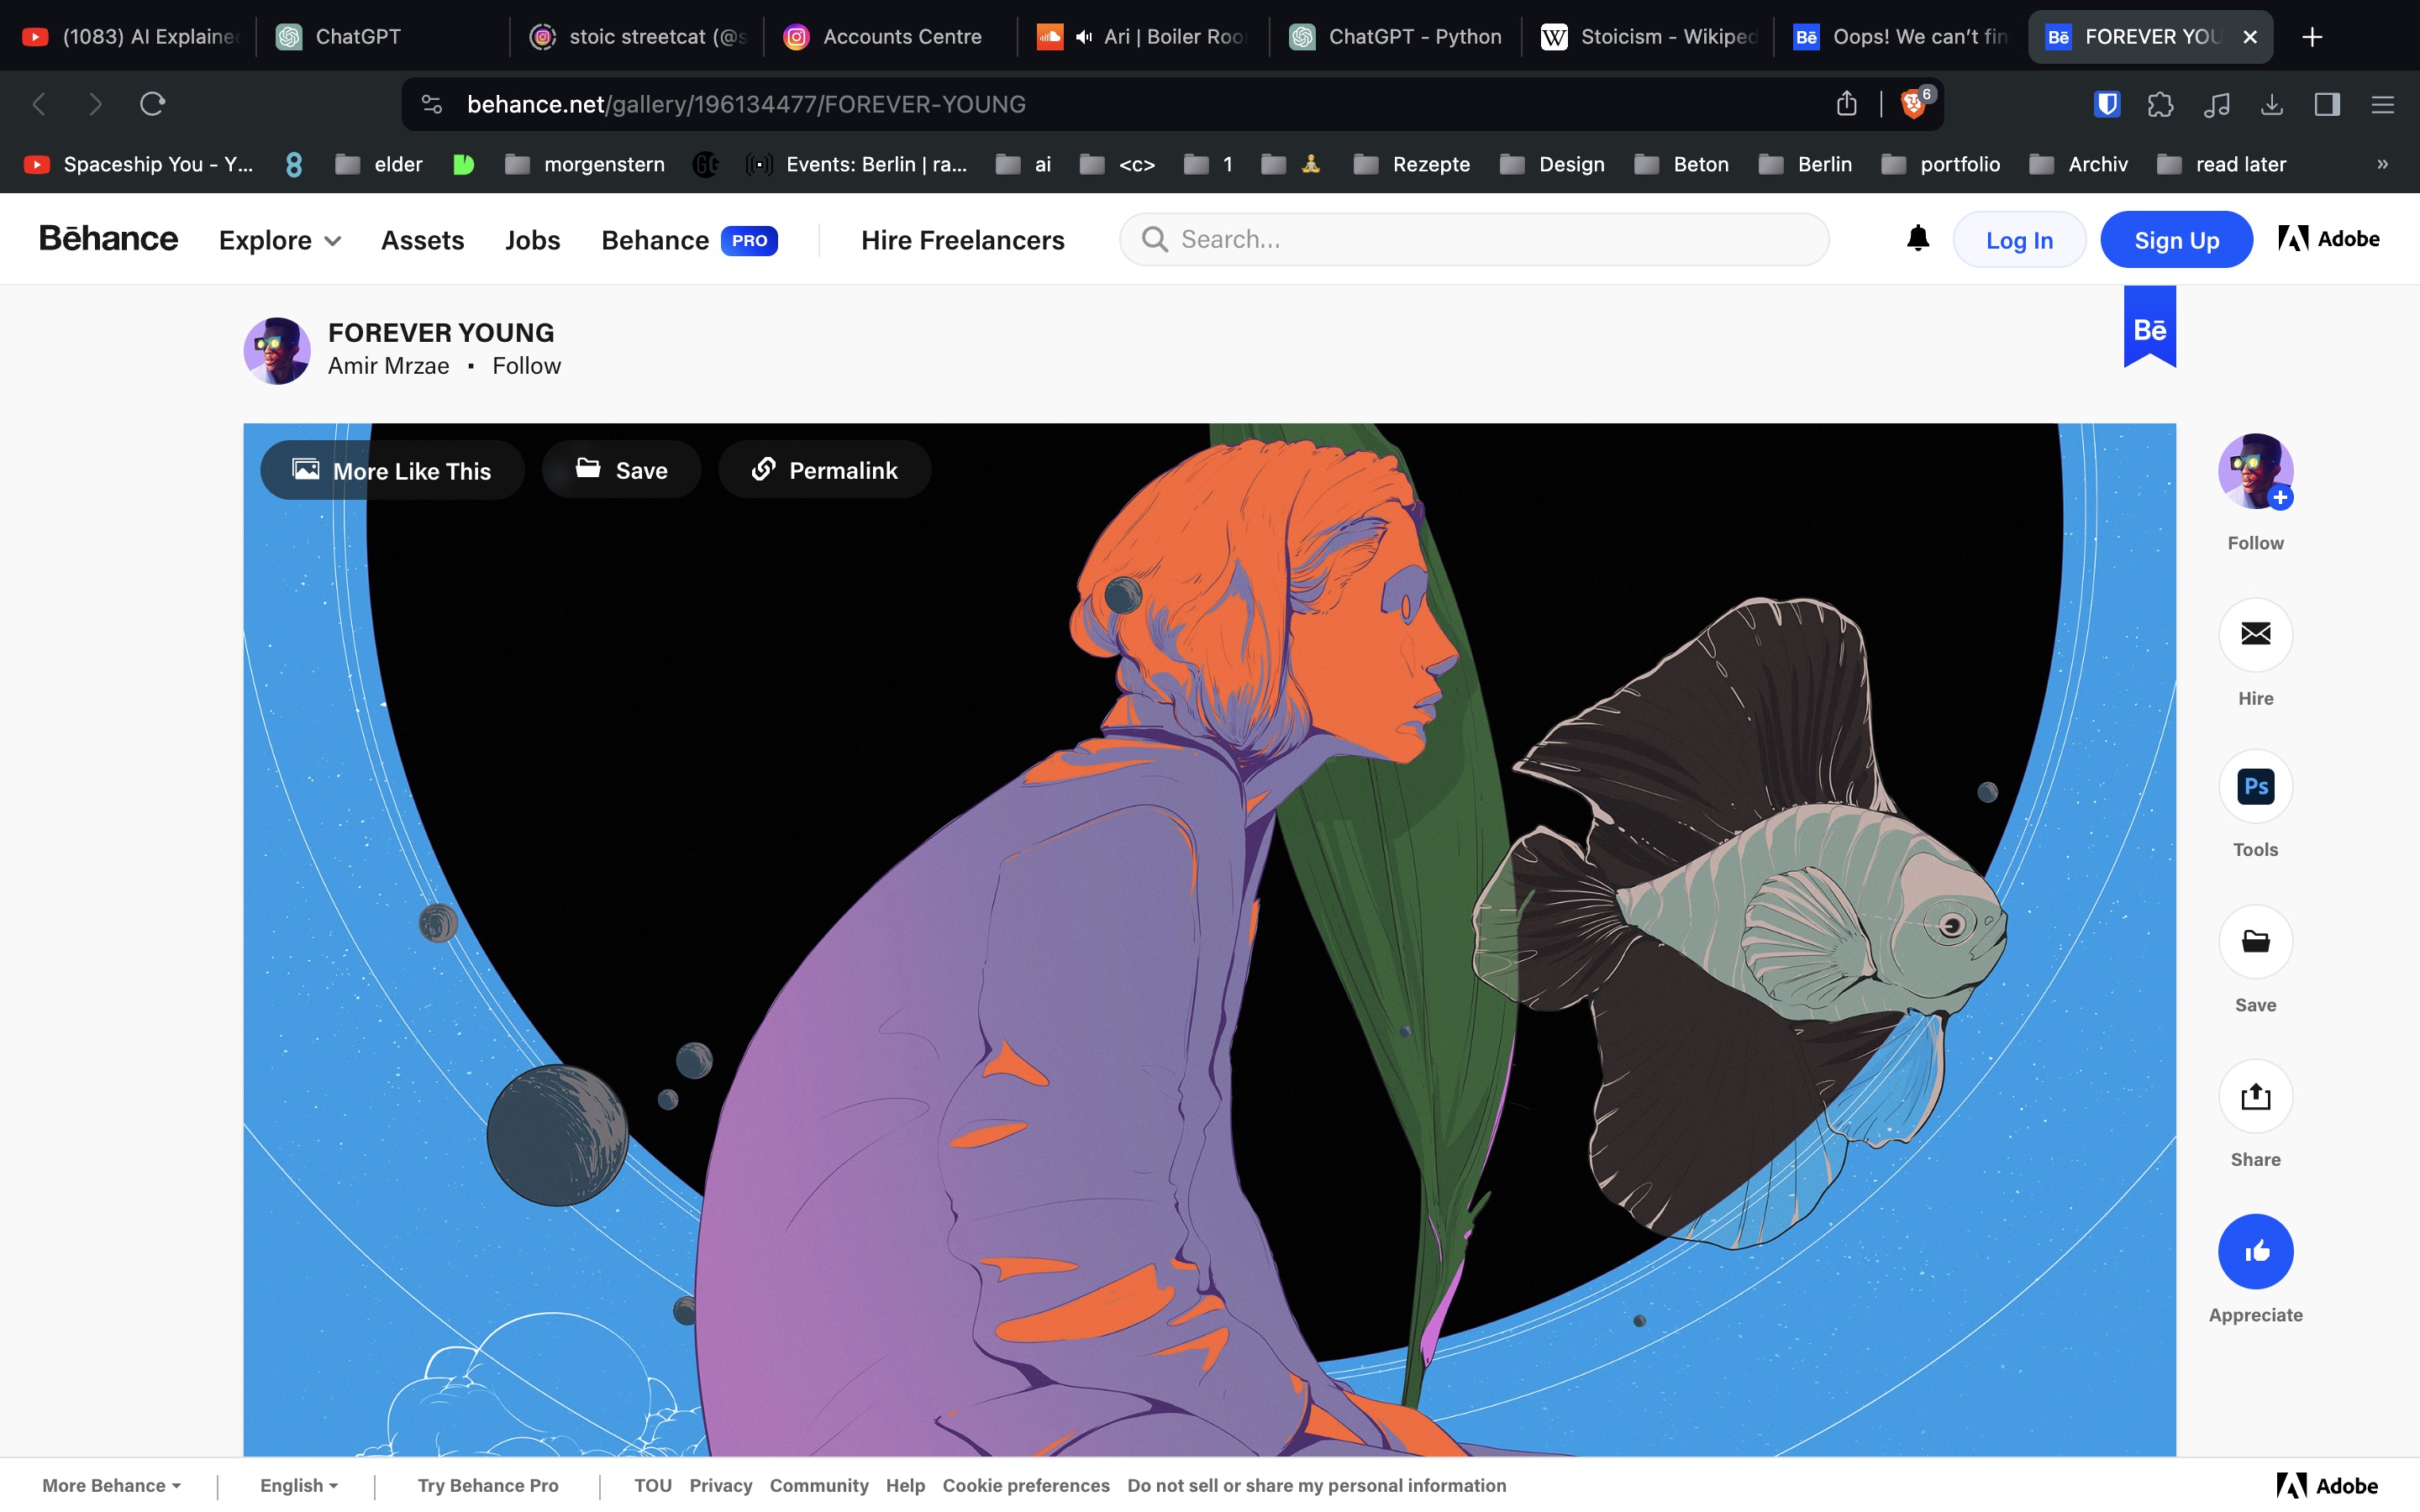 (1083) AI Explaine
ChatGPT
stoic streetcat (@s
Accounts Centre
Ari | Boiler Roo
ChatGPT - Python
W
Stoicism - Wikiped
Bē
Oops! We can't fin
Bē
FOREVER YOU
behance.net/gallery/196134477/FOREVER-YOUNG
6
Spaceship You - Y...
8
elder
morgenstern
GG
Events: Berlin | ra...
ai
<c>
1
Rezepte
Design
Beton
Berlin
portfolio
Archiv
read later
»
Bēhance
Explore
Assets
Jobs
Behance PRO
Hire Freelancers
Search...
Log In
Sign Up
Adobe
FOREVER YOUNG
Amir Mrzae · Follow
Bē
More Like This
Save
Permalink
Follow
Hire
Ps
Tools
Save
Share
Appreciate
More Behance
English
Try Behance Pro
TOU
Privacy
Community
Help
Cookie preferences
Do not sell or share my personal information
Adobe